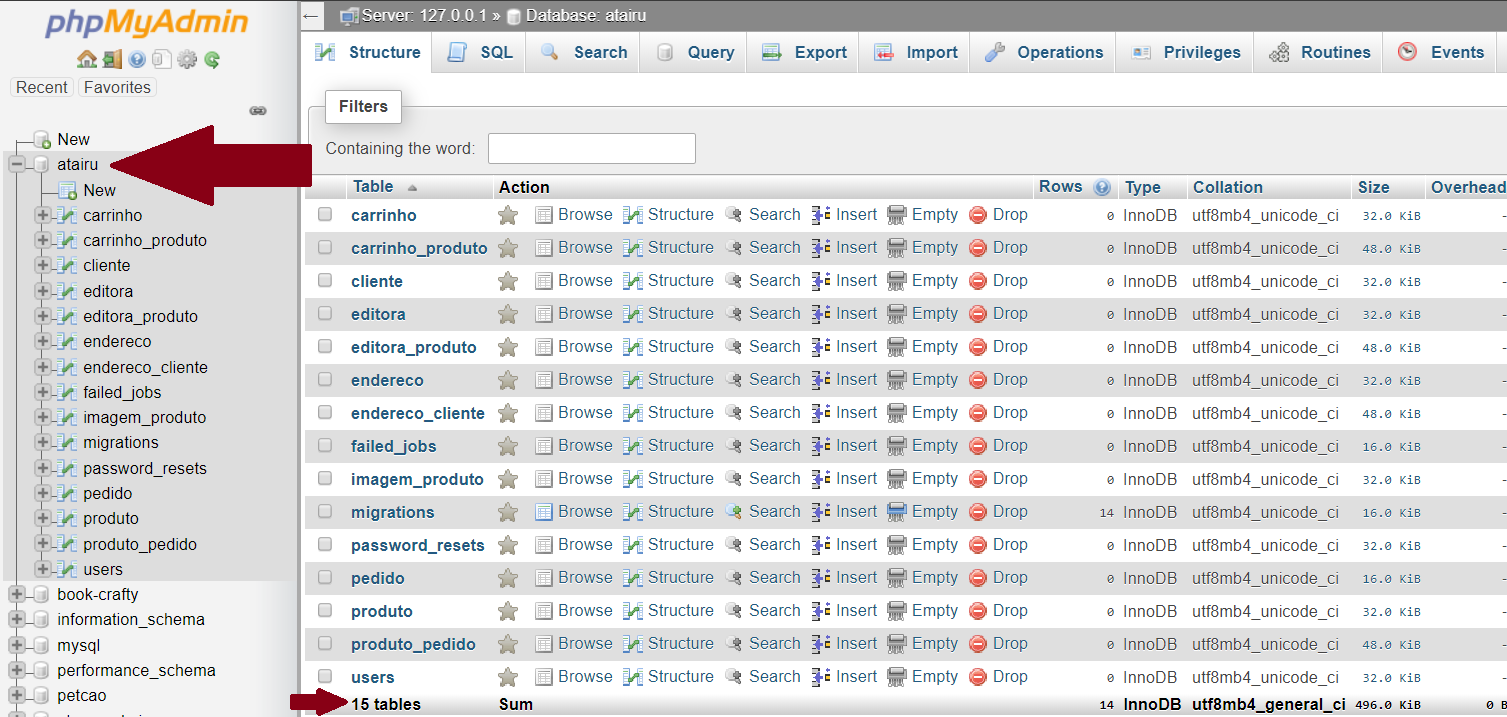 phpMyAdmin
Recent Favorites
New
atairu
New
carrinho
carrinho_produto
cliente
editora
editora_produto
endereco
endereco_cliente
failed_jobs
imagem_produto
migrations
password_resets
pedido
produto
produto_pedido
users
book-crafty
information_schema
mysql
performance_schema
petcao
Server: 127.0.0.1 » Database: atairu
Structure SQL Search Query Export Import Operations Privileges Routines Events
Filters
Containing the word:
Table Action Rows Type Collation Size Overhead
carrinho Browse Structure Search Insert Empty Drop 0 InnoDB utf8mb4_unicode_ci 32.0 KiB -
carrinho_produto Browse Structure Search Insert Empty Drop 0 InnoDB utf8mb4_unicode_ci 48.0 KiB -
cliente Browse Structure Search Insert Empty Drop 0 InnoDB utf8mb4_unicode_ci 32.0 KiB -
editora Browse Structure Search Insert Empty Drop 0 InnoDB utf8mb4_unicode_ci 32.0 KiB -
editora_produto Browse Structure Search Insert Empty Drop 0 InnoDB utf8mb4_unicode_ci 48.0 KiB -
endereco Browse Structure Search Insert Empty Drop 0 InnoDB utf8mb4_unicode_ci 32.0 KiB -
endereco_cliente Browse Structure Search Insert Empty Drop 0 InnoDB utf8mb4_unicode_ci 48.0 KiB -
failed_jobs Browse Structure Search Insert Empty Drop 0 InnoDB utf8mb4_unicode_ci 16.0 KiB -
imagem_produto Browse Structure Search Insert Empty Drop 0 InnoDB utf8mb4_unicode_ci 32.0 KiB -
migrations Browse Structure Search Insert Empty Drop 14 InnoDB utf8mb4_unicode_ci 16.0 KiB -
password_resets Browse Structure Search Insert Empty Drop 0 InnoDB utf8mb4_unicode_ci 32.0 KiB -
pedido Browse Structure Search Insert Empty Drop 0 InnoDB utf8mb4_unicode_ci 16.0 KiB -
produto Browse Structure Search Insert Empty Drop 0 InnoDB utf8mb4_unicode_ci 32.0 KiB -
produto_pedido Browse Structure Search Insert Empty Drop 0 InnoDB utf8mb4_unicode_ci 48.0 KiB -
users Browse Structure Search Insert Empty Drop 0 InnoDB utf8mb4_unicode_ci 32.0 KiB -
15 tables Sum 14 InnoDB utf8mb4_general_ci 496.0 KiB 0 B